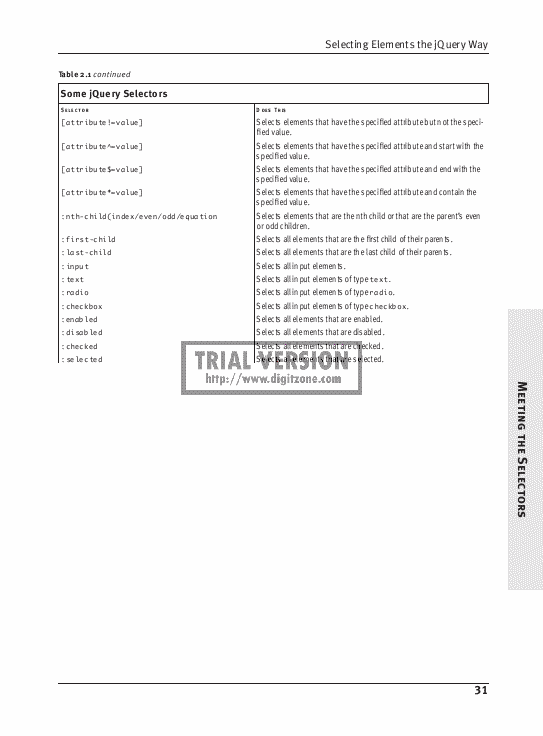 Selecting Elements the jQuery Way
Table 2.1 continued
Some jQuery Selectors
Selector Does This
[attribute!=value] Selects elements that have the specified attribute but not the speci-
fied value.
[attribute^=value] Selects elements that have the specified attribute and start with the
specified value.
[attribute$=value] Selects elements that have the specified attribute and end with the
specified value.
[attribute*=value] Selects elements that have the specified attribute and contain the
specified value.
:nth-child(index/even/odd/equation Selects elements that are the nth child or that are the parent's even
or odd children.
:first-child Selects all elements that are the first child of their parents.
:last-child Selects all elements that are the last child of their parents.
:input Selects all input elements.
:text Selects all input elements of type text.
:radio Selects all input elements of type radio.
:checkbox Selects all input elements of type checkbox.
:enabled Selects all elements that are enabled.
:disabled Selects all elements that are disabled.
:checked Selects all elements that are checked.
:selected Selects all elements that are selected.
TRIAL VERSION
http://www.digitzone.com
Meeting the Selectors
31